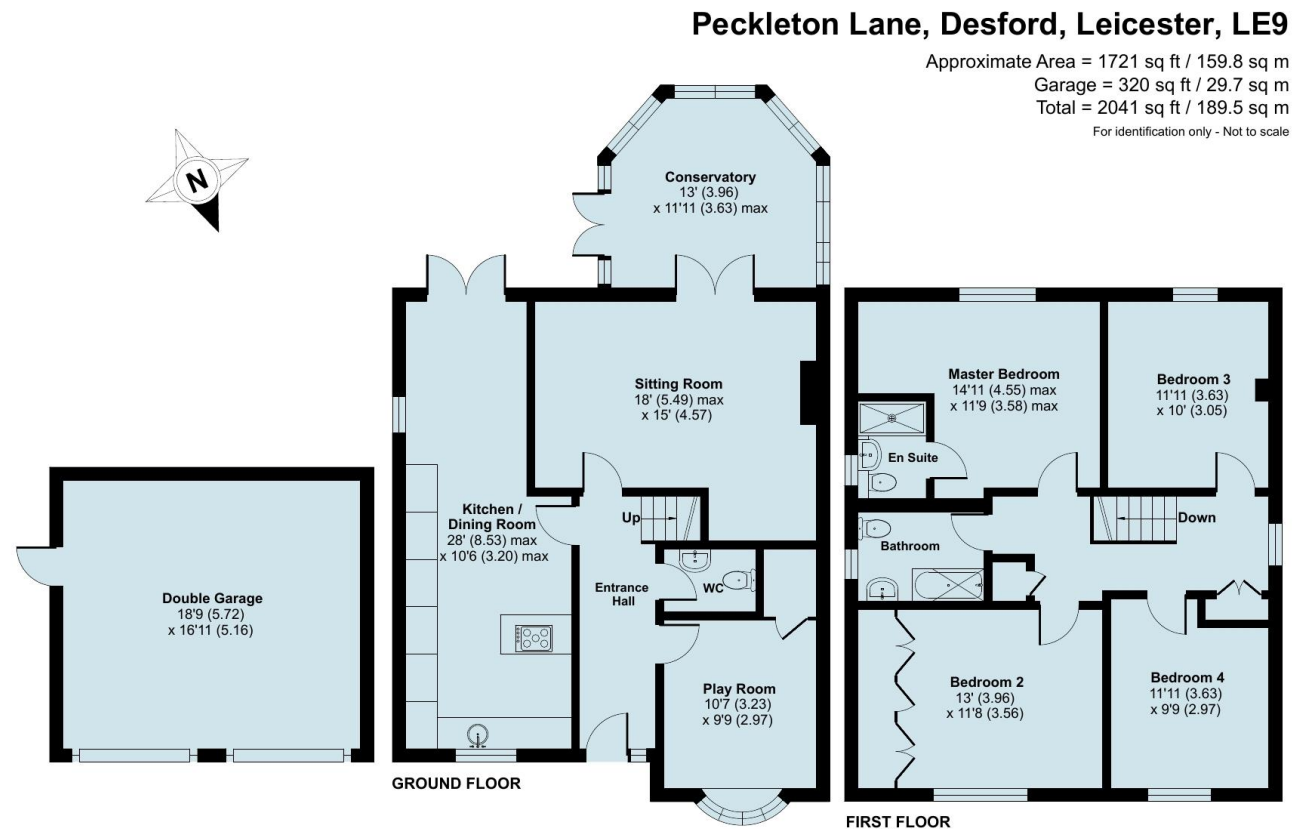 Peckleton Lane, Desford, Leicester, LE9
Approximate Area = 1721 sq ft / 159.8 sq m
Garage = 320 sq ft / 29.7 sq m
Total = 2041 sq ft / 189.5 sq m
For identification only - Not to scale
N
Conservatory
13' (3.96)
x 11'11 (3.63) max
Sitting Room
18' (5.49) max
x 15' (4.57)
Kitchen /
Dining Room
28' (8.53) max
x 10'6 (3.20) max
Up
WC
Entrance
Hall
Play Room
10'7 (3.23)
x 9'9 (2.97)
Double Garage
18'9 (5.72)
x 16'11 (5.16)
GROUND FLOOR
Master Bedroom
14'11 (4.55) max
x 11'9 (3.58) max
Bedroom 3
11'11 (3.63)
x 10' (3.05)
En Suite
Bathroom
Down
Bedroom 2
13' (3.96)
x 11'8 (3.56)
Bedroom 4
11'11 (3.63)
x 9'9 (2.97)
FIRST FLOOR